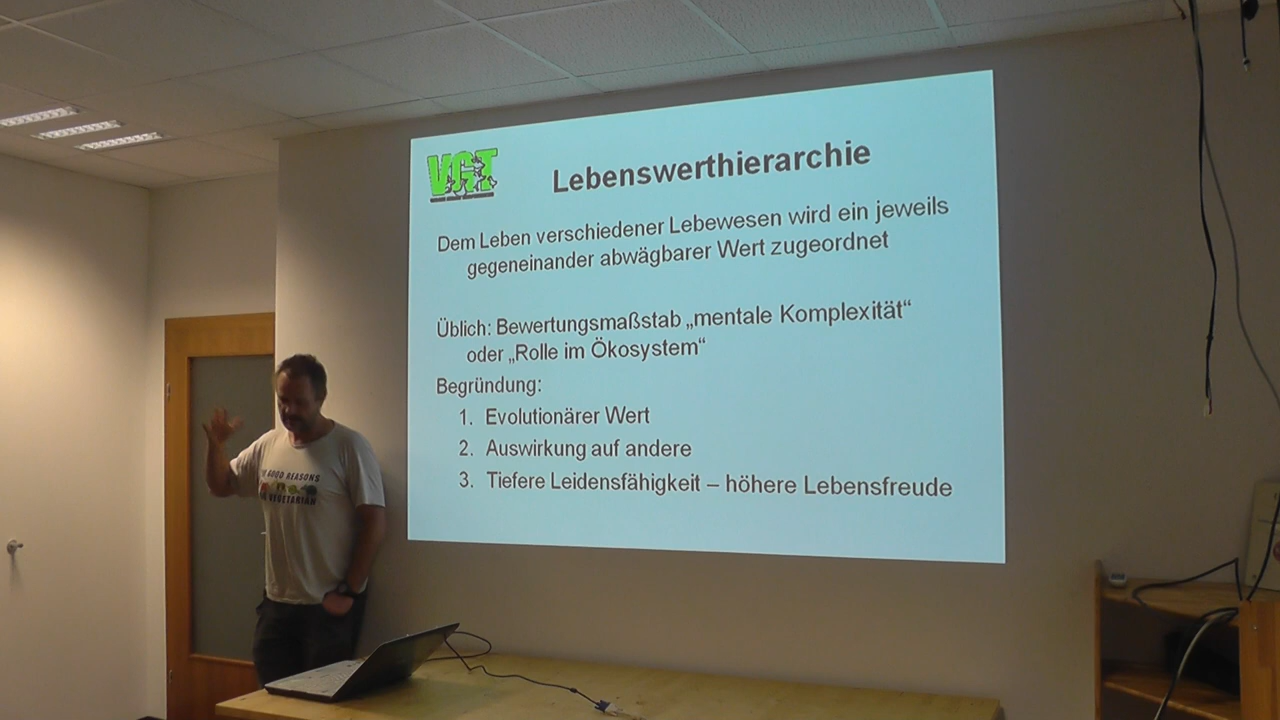 VGT
Lebenswerthierarchie
Dem Leben verschiedener Lebewesen wird ein jeweils
gegeneinander abwägbarer Wert zugeordnet
Üblich: Bewertungsmaßstab „mentale Komplexität“
oder „Rolle im Ökosystem“
Begründung:
1. Evolutionärer Wert
2. Auswirkung auf andere
3. Tiefere Leidensfähigkeit – höhere Lebensfreude
GOOD REASONS
VEGETARIAN